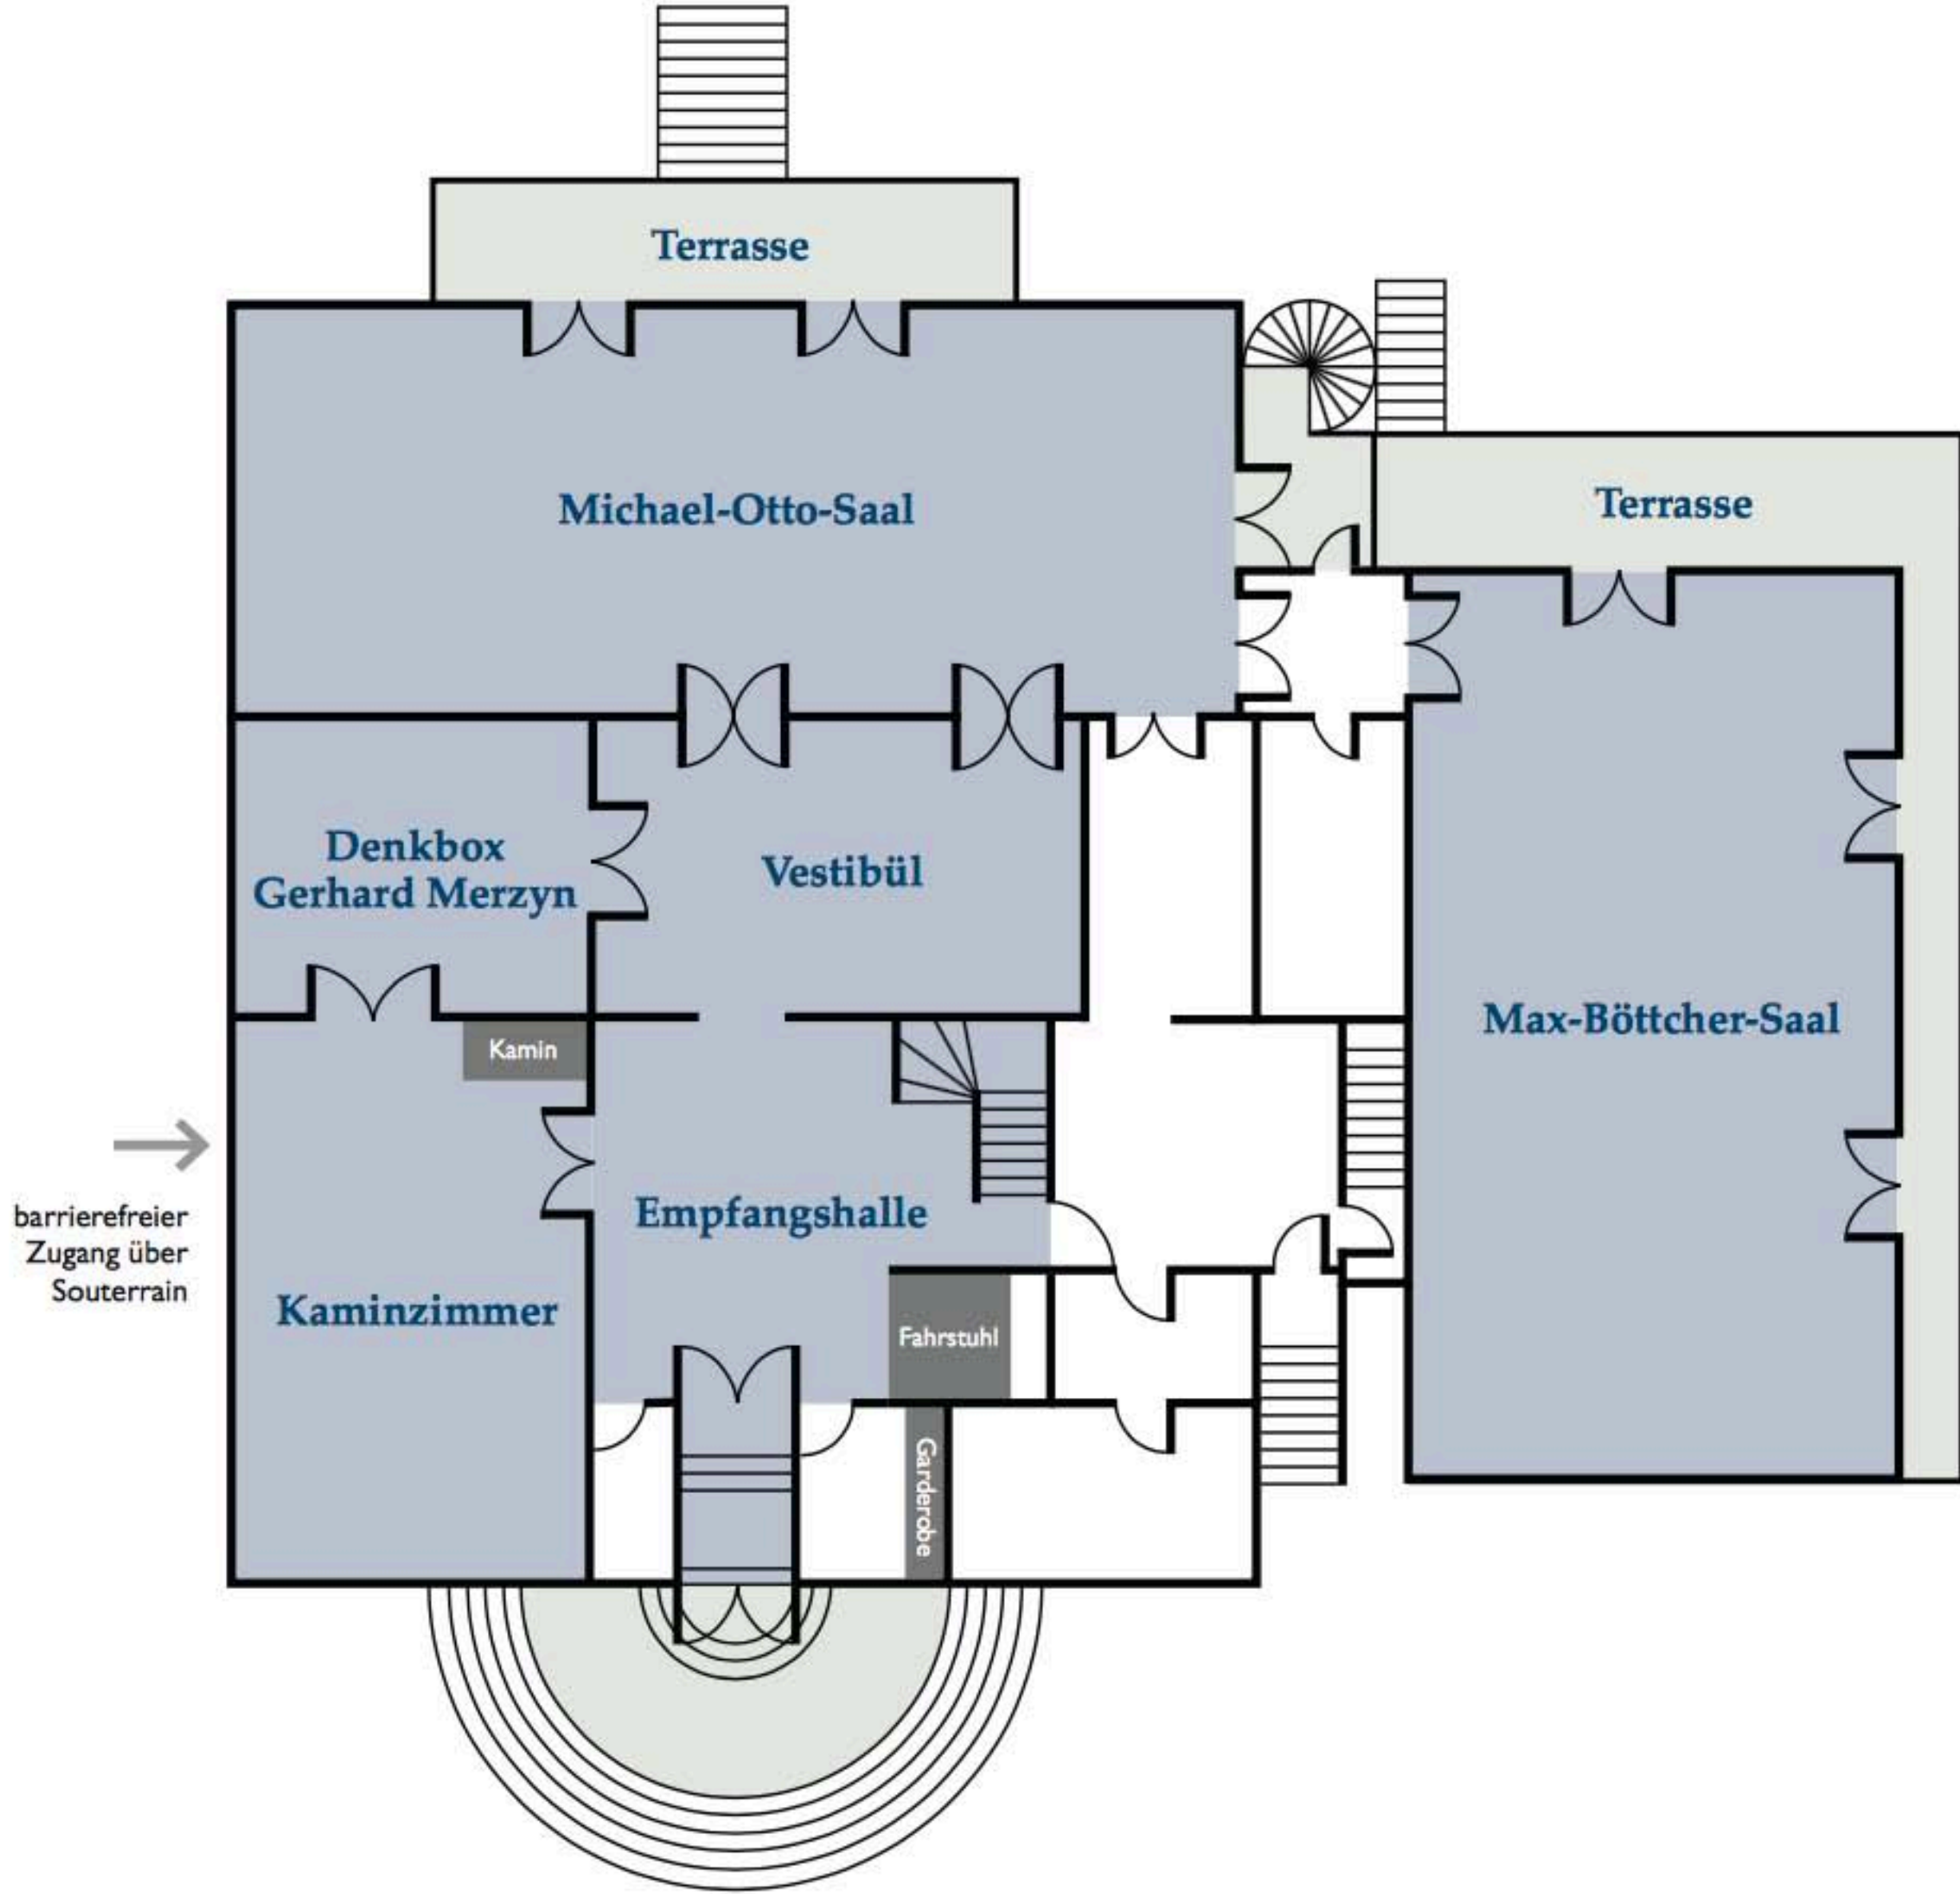 Terrasse
Terrasse
Michael-Otto-Saal
Denkbox
Gerhard Merzyn
Vestibül
Max-Böttcher-Saal
Kamin
barrierefreier
Zugang über
Souterrain
Empfangshalle
Kaminzimmer
Fahrstuhl
Garderobe